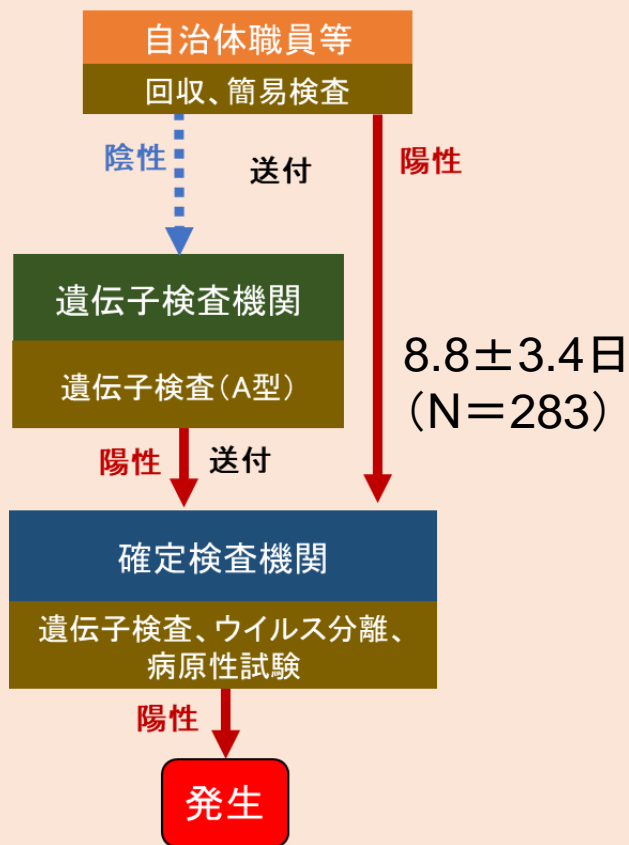 自治体職員等
回収、簡易検査
陰性
送付
陽性
遺伝子検査機関
遺伝子検査（A型）
8.8±3.4日
（N＝283）
陽性
送付
確定検査機関
遺伝子検査、ウイルス分離、
病原性試験
陽性
発生